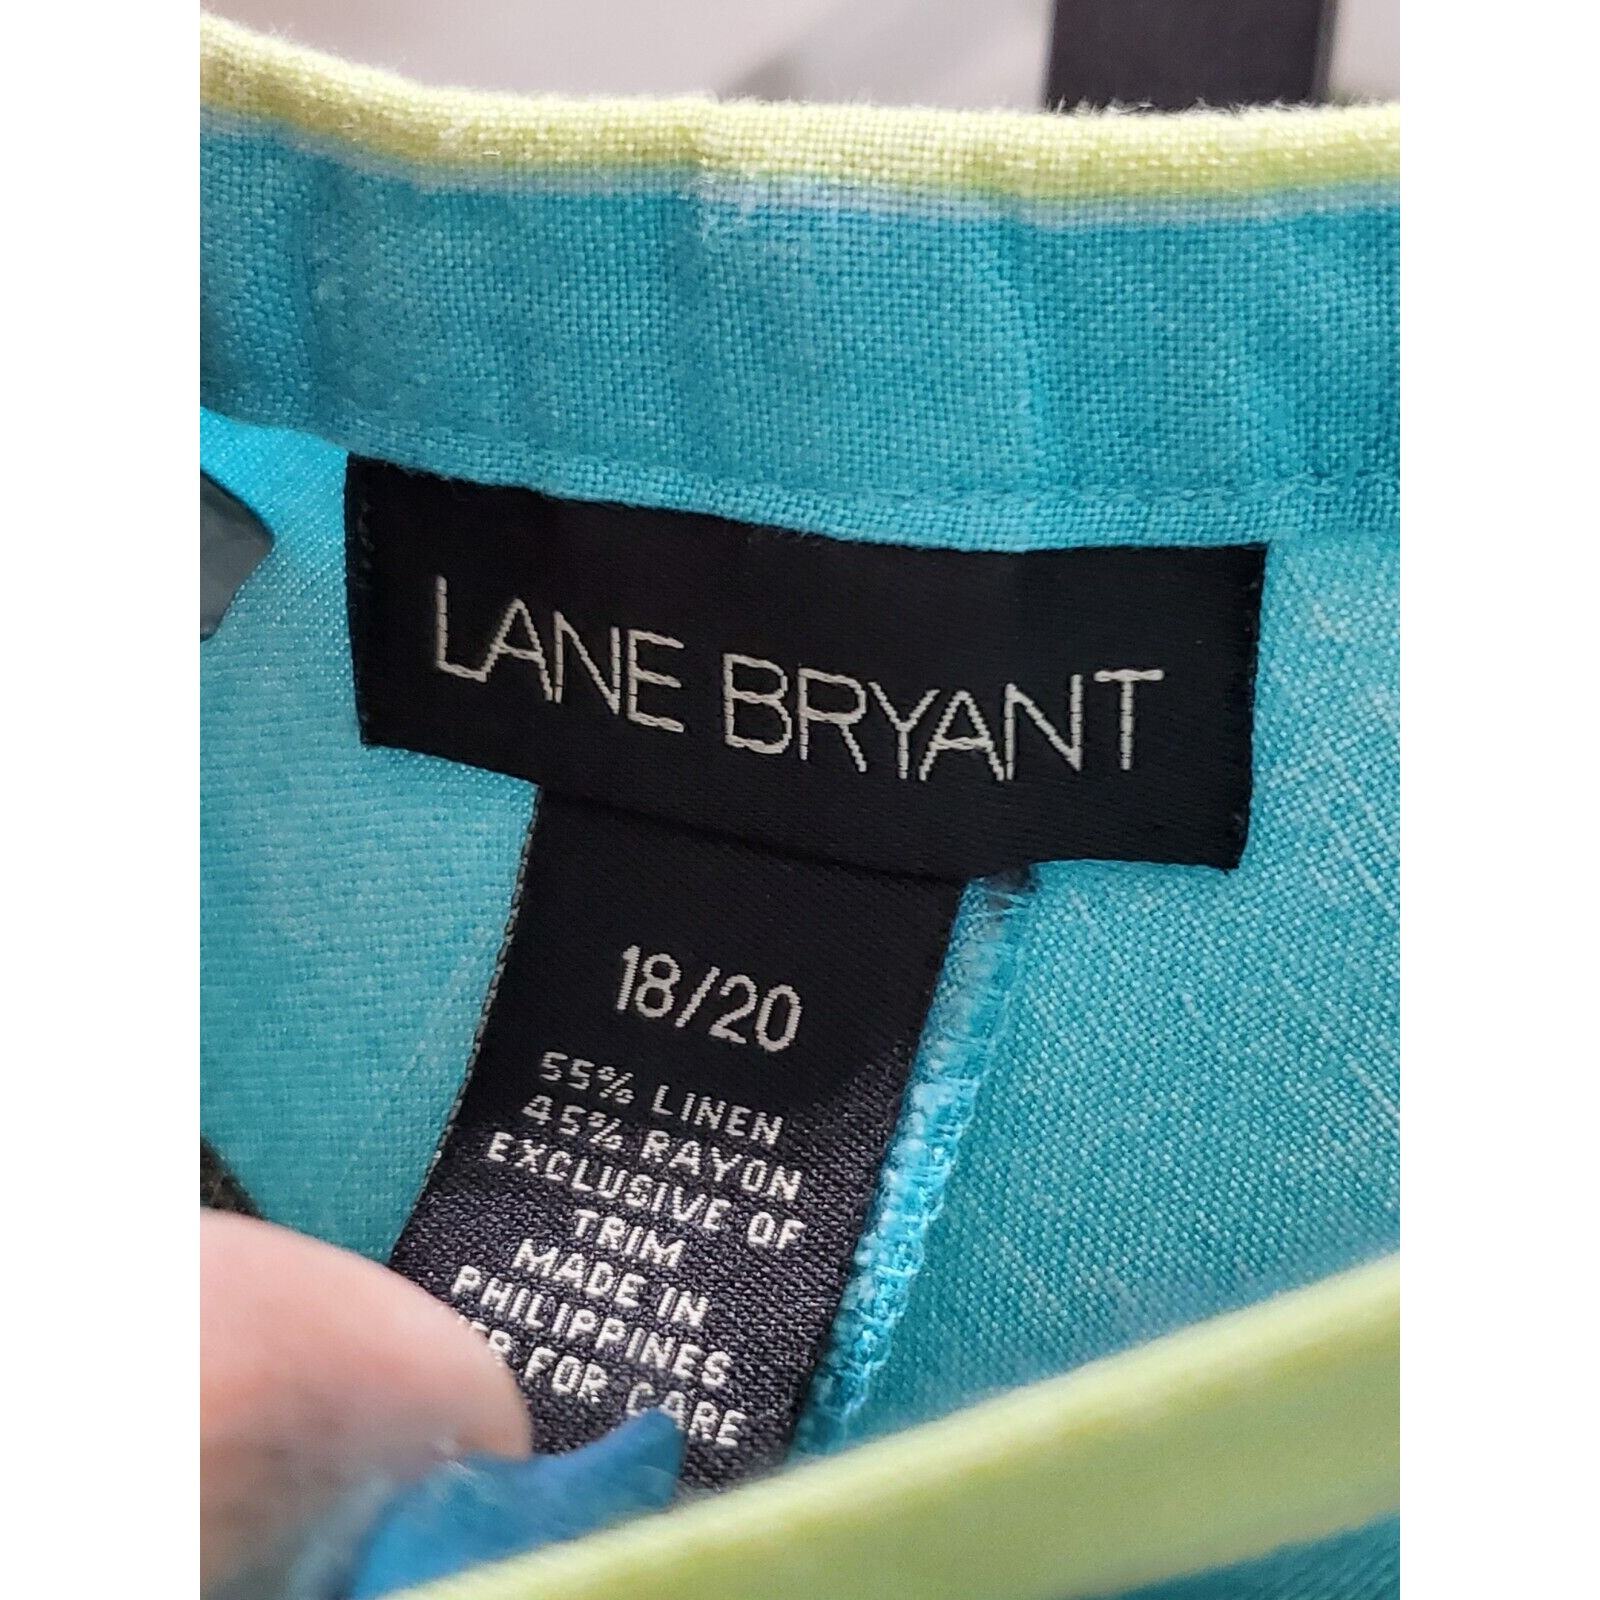 LANE BRYANT
18/20
55% LINEN
45% RAYON
EXCLUSIVE OF
TRIM
MADE IN
PHILIPPINES
FOR CARE